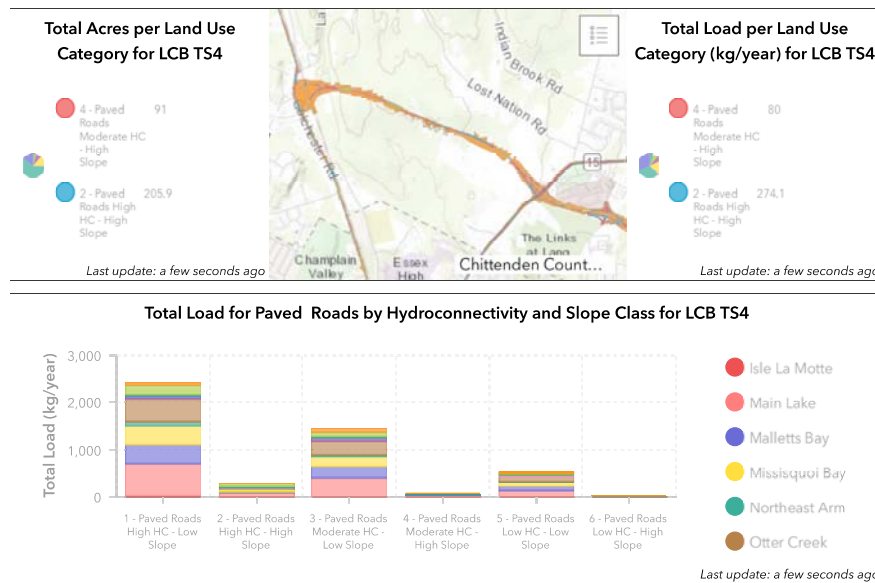 Total Acres per Land Use
Category for LCB TS4
4 - Paved 91
Roads
Moderate HC
- High
Slope
2 - Paved 205.9
Roads High
HC - High
Slope
Last update: a few seconds ago
La
Indian Brook Rd
Lost Nation Rd
15
The Links
at Lang
Champlain
Valley
Essex
High
Chittenden Count...
Total Load per Land Use
Category (kg/year) for LCB TS4
4 - Paved 80
Roads
Moderate HC
- High
Slope
2 - Paved 274.1
Roads High
HC - High
Slope
Last update: a few seconds ago
Total Load for Paved Roads by Hydroconnectivity and Slope Class for LCB TS4
Total Load (kg/year)
3,000
2,000
1,000
0
1 - Paved Roads
High HC - Low
Slope
2 - Paved Roads
High HC - High
Slope
3 - Paved Roads
Moderate HC -
Low Slope
4 - Paved Roads
Moderate HC -
High Slope
5 - Paved Roads
Low HC - Low
Slope
6 - Paved Roads
Low HC - High
Slope
Isle La Motte
Main Lake
Malletts Bay
Missisquoi Bay
Northeast Arm
Otter Creek
Last update: a few seconds ago